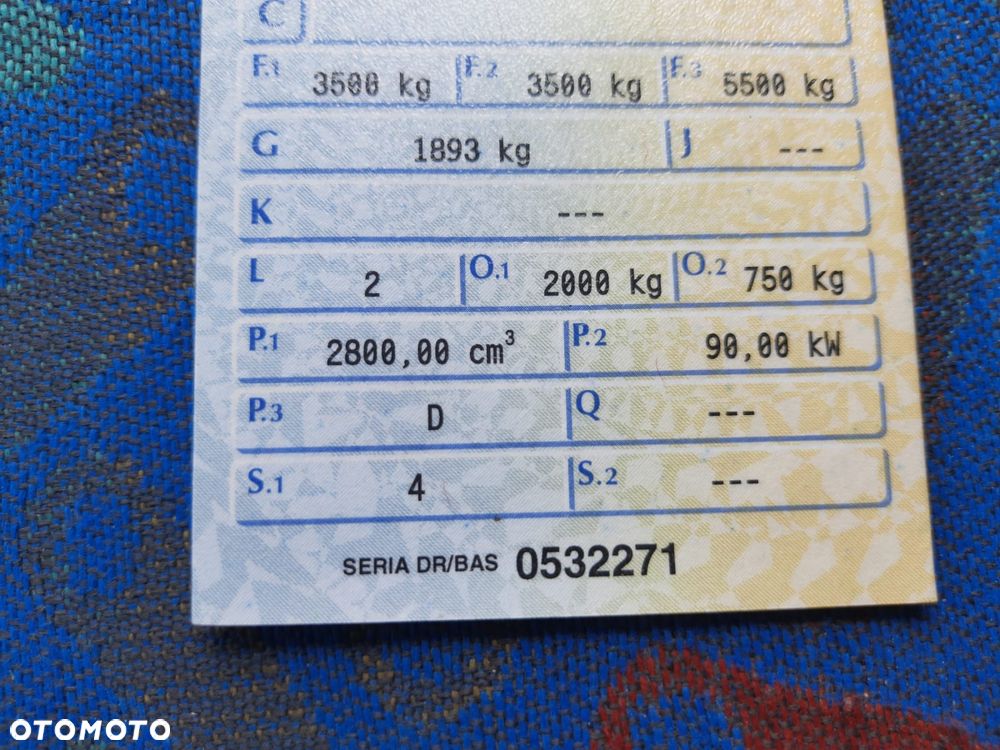 C
F.1 3500 kg F.2 3500 kg F.3 5500 kg
G 1893 kg J ---
K ---
L 2 O.1 2000 kg O.2 750 kg
P.1 2800,00 cm³ P.2 90,00 kW
P.3 D Q ---
S.1 4 S.2 ---
SERIA DR/BAS 0532271
OTOMOTO